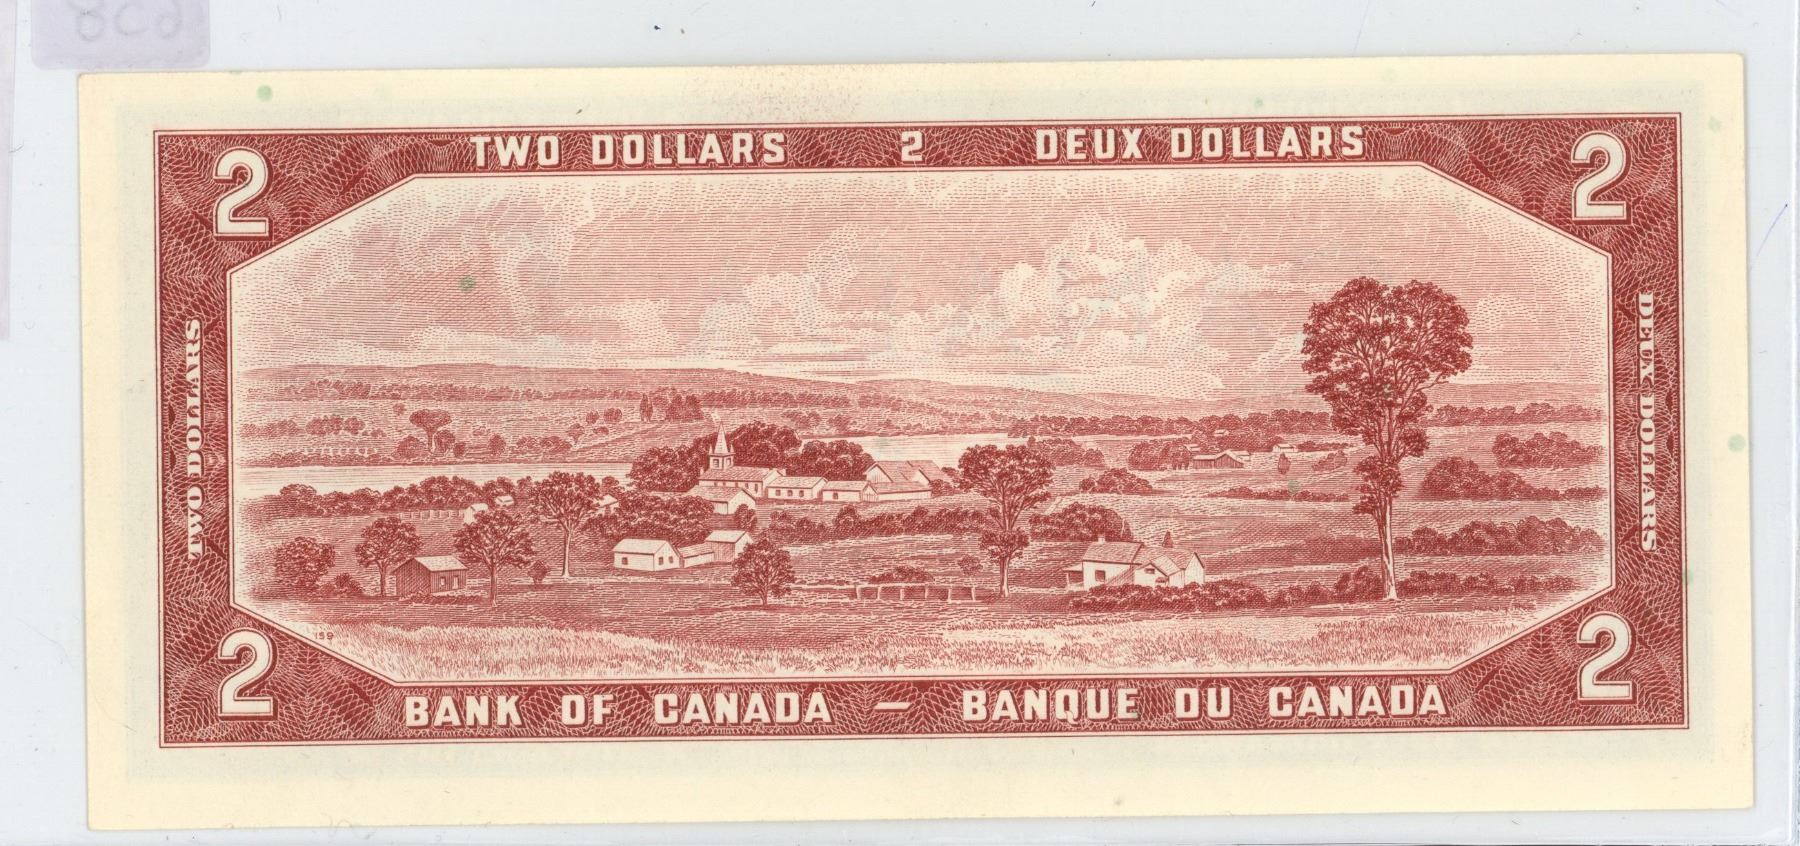 TWO DOLLARS 2 DEUX DOLLARS
2 2
TWO DOLLARS
DEUX DOLLARS
159
2 2
BANK OF CANADA — BANQUE DU CANADA